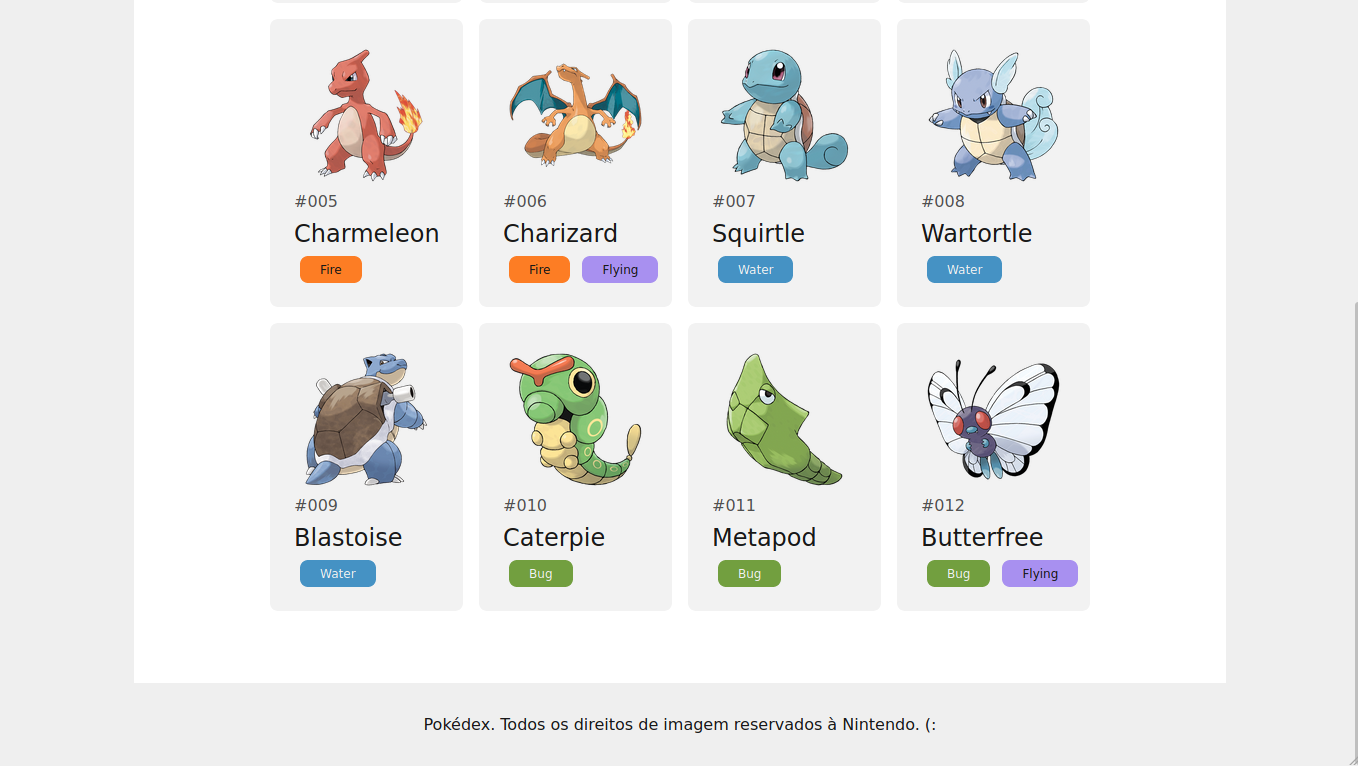 #005 #006 #007 #008
Charmeleon Charizard Squirtle Wartortle
Fire Fire Flying Water Water
#009 #010 #011 #012
Blastoise Caterpie Metapod Butterfree
Water Bug Bug Bug Flying
Pokédex. Todos os direitos de imagem reservados à Nintendo. (: